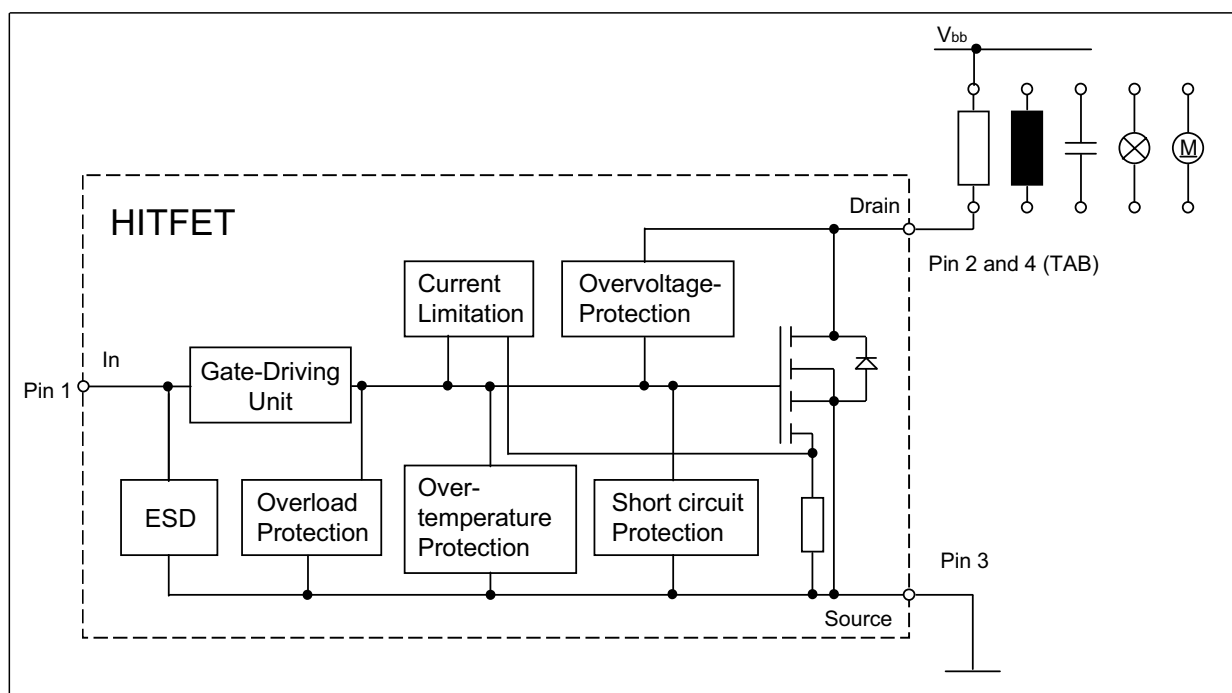 Vbb
M
HITFET
Drain
Pin 2 and 4 (TAB)
Current
Limitation
Overvoltage-
Protection
In
Pin 1
Gate-Driving
Unit
ESD
Overload
Protection
Over-
temperature
Protection
Short circuit
Protection
Pin 3
Source